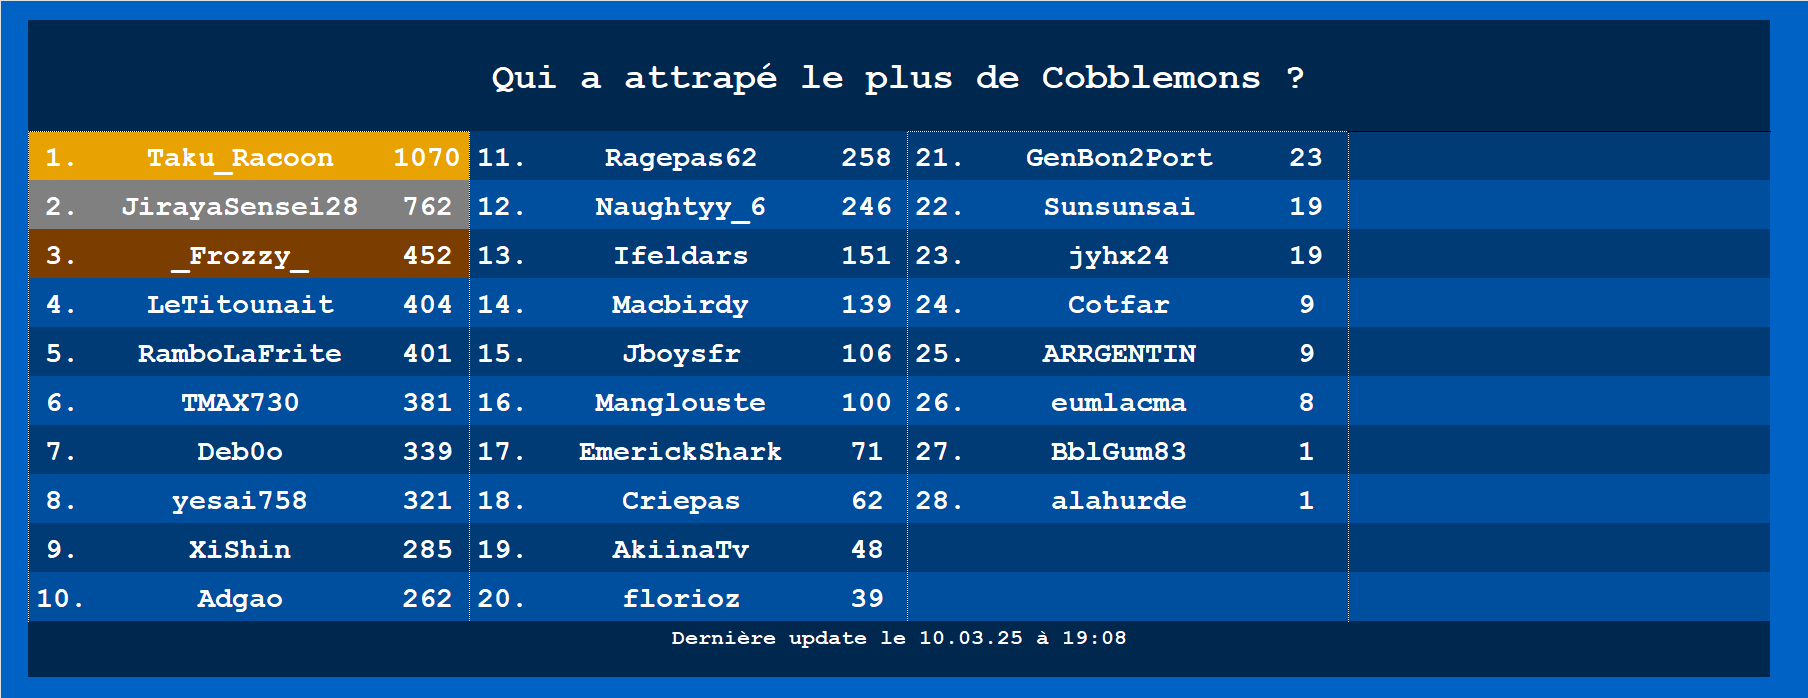 Qui a attrapé le plus de Cobblemons ?
1. Taku_Racoon 1070
2. JirayaSensei28 762
3. _Frozzy_ 452
4. LeTitounait 404
5. RamboLaFrite 401
6. TMAX730 381
7. Deb0o 339
8. yesai758 321
9. XiShin 285
10. Adgao 262
11. Ragepas62 258
12. Naughtyy_6 246
13. Ifeldars 151
14. Macbirdy 139
15. Jboysfr 106
16. Manglouste 100
17. EmerickShark 71
18. Criepas 62
19. AkiinaTv 48
20. florioz 39
21. GenBon2Port 23
22. Sunsunsai 19
23. jyhx24 19
24. Cotfar 9
25. ARRGENTIN 9
26. eumlacma 8
27. BblGum83 1
28. alahurde 1
Dernière update le 10.03.25 à 19:08